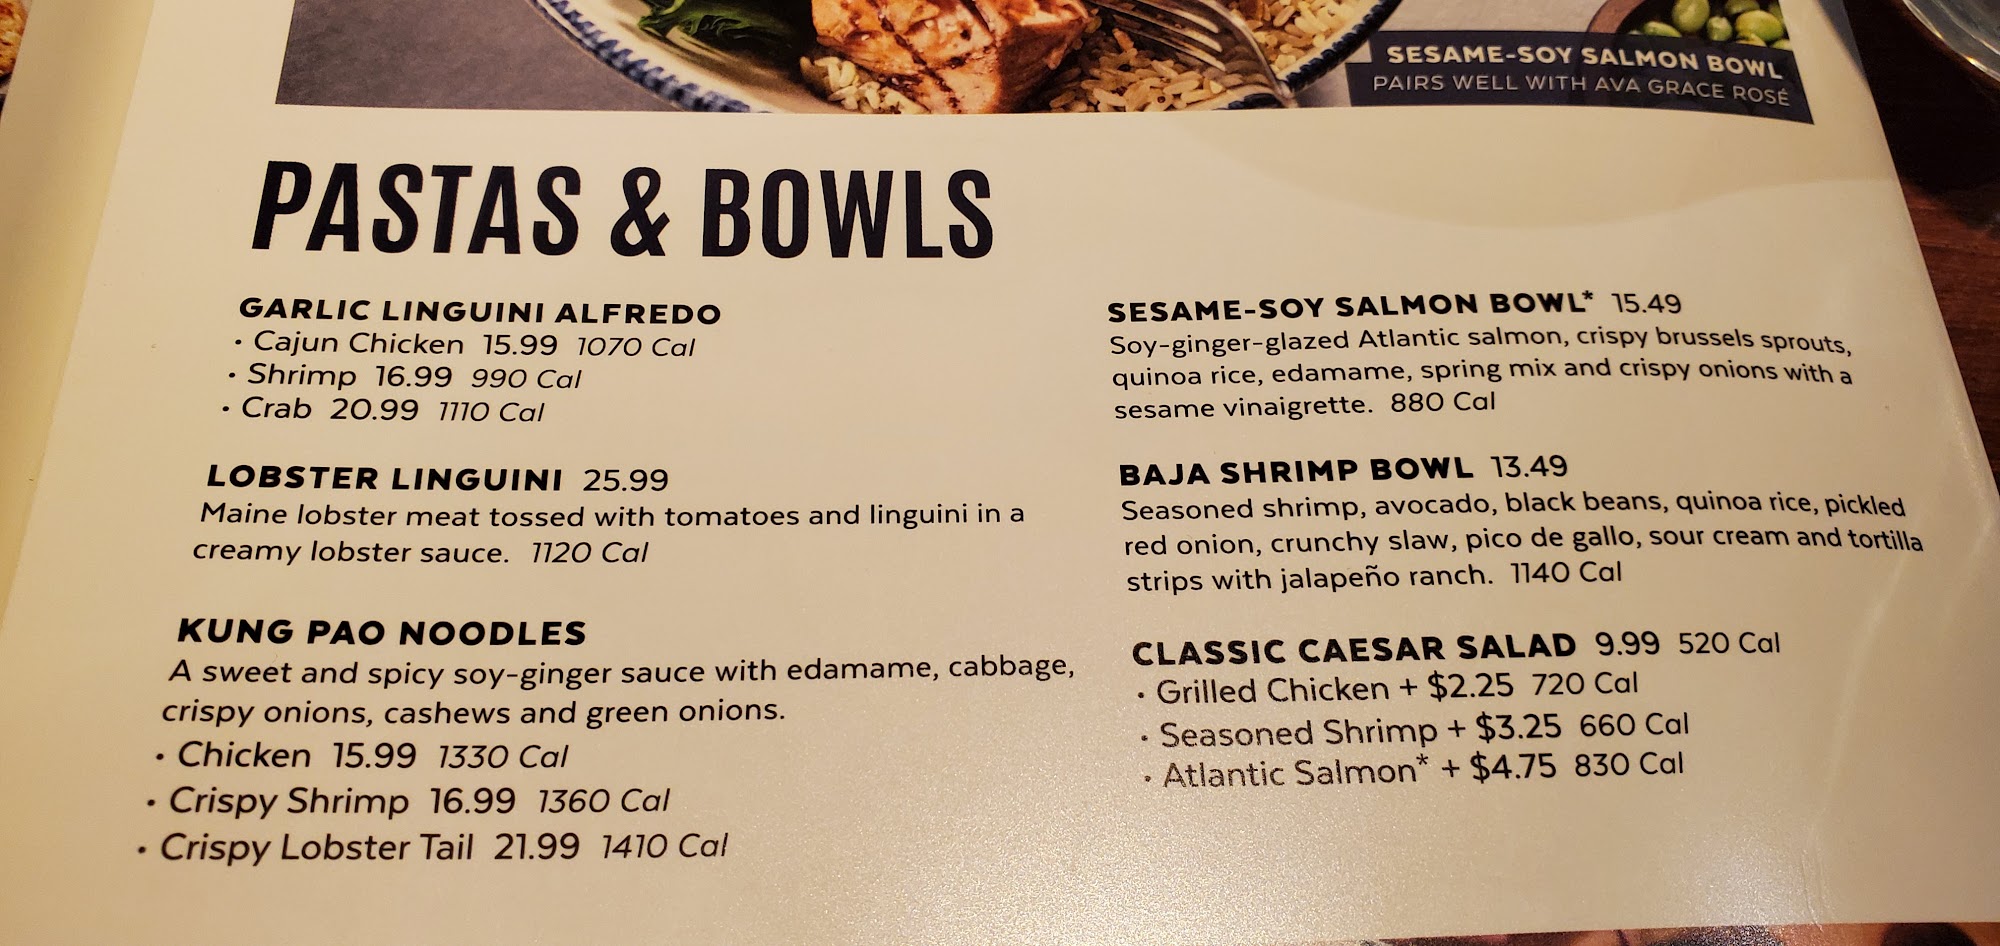 SESAME-SOY SALMON BOWL
PAIRS WELL WITH AVA GRACE ROSÉ
PASTAS & BOWLS
GARLIC LINGUINI ALFREDO
• Cajun Chicken 15.99 1070 Cal
• Shrimp 16.99 990 Cal
• Crab 20.99 1110 Cal
LOBSTER LINGUINI 25.99
Maine lobster meat tossed with tomatoes and linguini in a
creamy lobster sauce. 1120 Cal
KUNG PAO NOODLES
A sweet and spicy soy-ginger sauce with edamame, cabbage,
crispy onions, cashews and green onions.
• Chicken 15.99 1330 Cal
• Crispy Shrimp 16.99 1360 Cal
• Crispy Lobster Tail 21.99 1410 Cal
SESAME-SOY SALMON BOWL* 15.49
Soy-ginger-glazed Atlantic salmon, crispy brussels sprouts,
quinoa rice, edamame, spring mix and crispy onions with a
sesame vinaigrette. 880 Cal
BAJA SHRIMP BOWL 13.49
Seasoned shrimp, avocado, black beans, quinoa rice, pickled
red onion, crunchy slaw, pico de gallo, sour cream and tortilla
strips with jalapeño ranch. 1140 Cal
CLASSIC CAESAR SALAD 9.99 520 Cal
• Grilled Chicken + $2.25 720 Cal
• Seasoned Shrimp + $3.25 660 Cal
• Atlantic Salmon* + $4.75 830 Cal